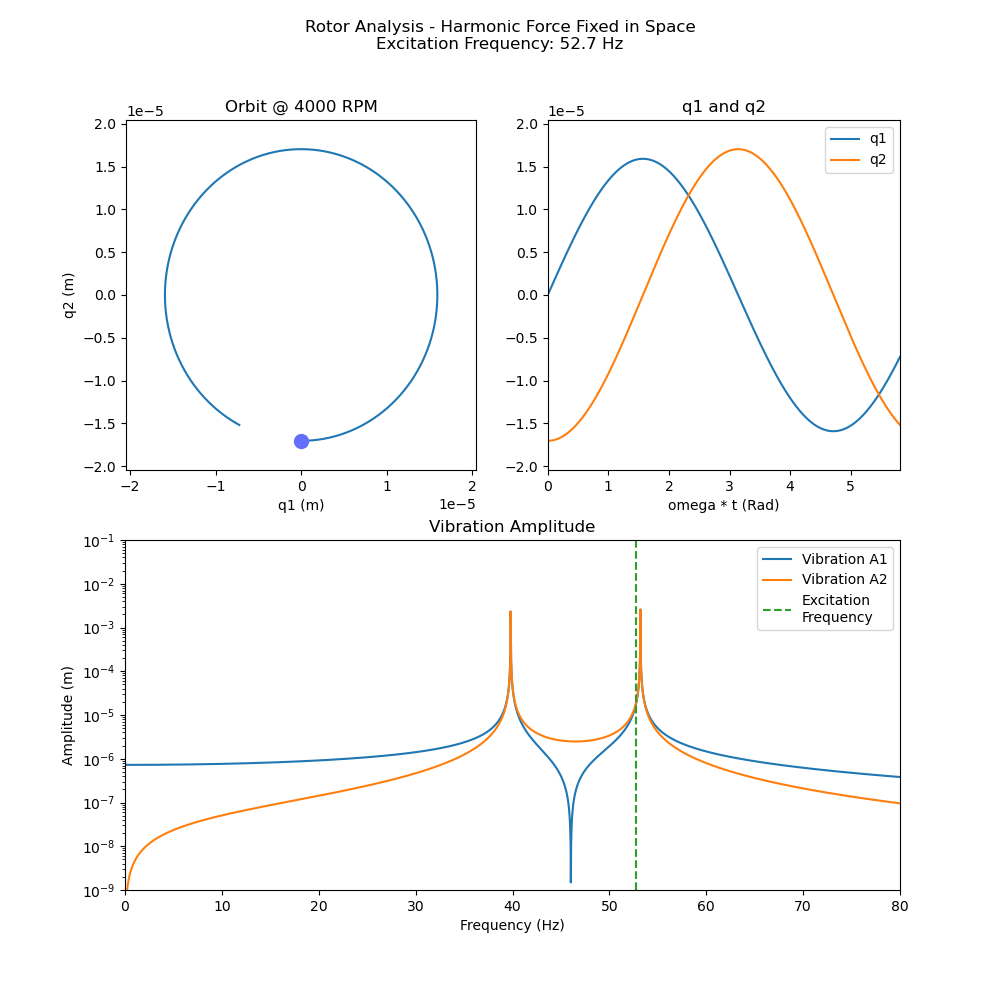 Rotor Analysis - Harmonic Force Fixed in Space
Excitation Frequency: 52.7 Hz
Orbit @ 4000 RPM
1e−5
2.0
1.5
1.0
0.5
0.0
−0.5
−1.0
−1.5
−2.0
q2 (m)
−2 −1 0 1 2
1e−5
q1 (m)
q1 and q2
1e−5
2.0
1.5
1.0
0.5
0.0
−0.5
−1.0
−1.5
−2.0
q1
q2
0 1 2 3 4 5
omega * t (Rad)
Vibration Amplitude
10⁻¹
10⁻²
10⁻³
10⁻⁴
10⁻⁵
10⁻⁶
10⁻⁷
10⁻⁸
10⁻⁹
Amplitude (m)
Vibration A1
Vibration A2
Excitation
Frequency
0 10 20 30 40 50 60 70 80
Frequency (Hz)